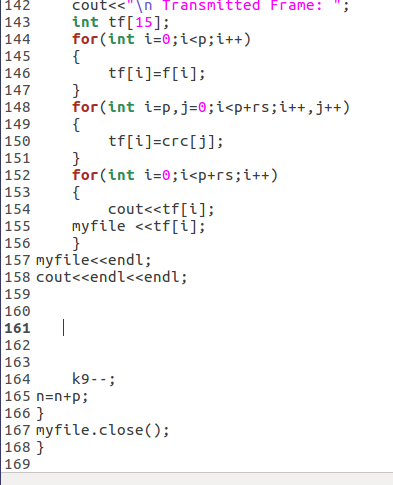 142     cout<<"\n Transmitted Frame: ";
143     int tf[15];
144     for(int i=0;i<p;i++)
145     {
146         tf[i]=f[i];
147     }
148     for(int i=p,j=0;i<p+rs;i++,j++)
149     {
150         tf[i]=crc[j];
151     }
152     for(int i=0;i<p+rs;i++)
153     {
154         cout<<tf[i];
155     myfile <<tf[i];
156     }
157 myfile<<endl;
158 cout<<endl<<endl;
159
160
161
162
163
164     k9--;
165 n=n+p;
166 }
167 myfile.close();
168 }
169